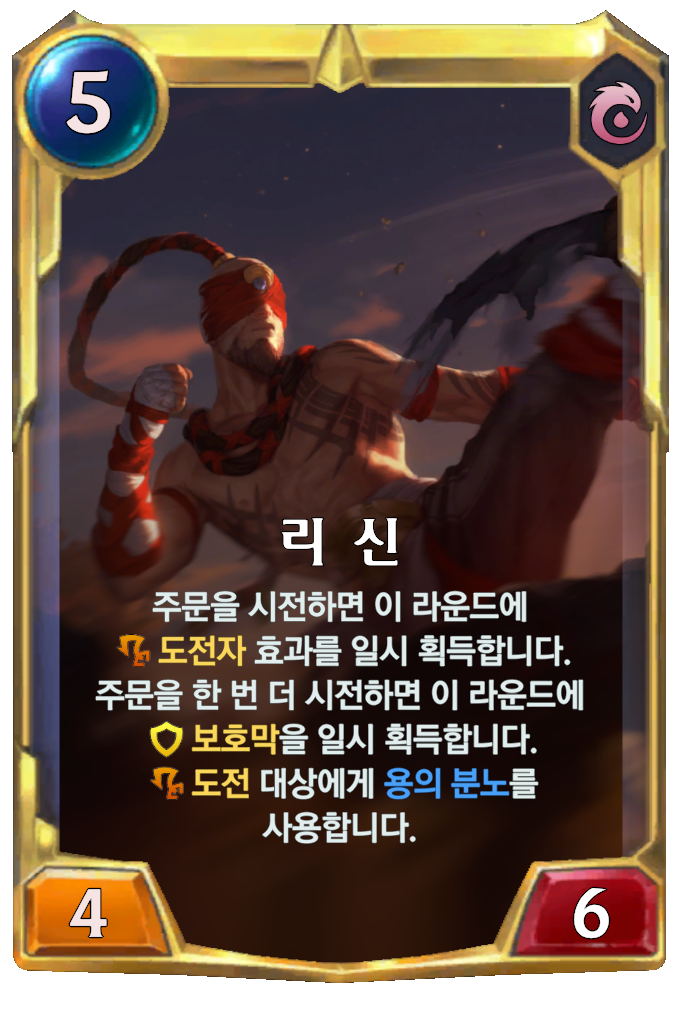 5
리 신
주문을 시전하면 이 라운드에
도전자 효과를 일시 획득합니다.
주문을 한 번 더 시전하면 이 라운드에
보호막을 일시 획득합니다.
도전 대상에게 용의 분노를
사용합니다.
4
6